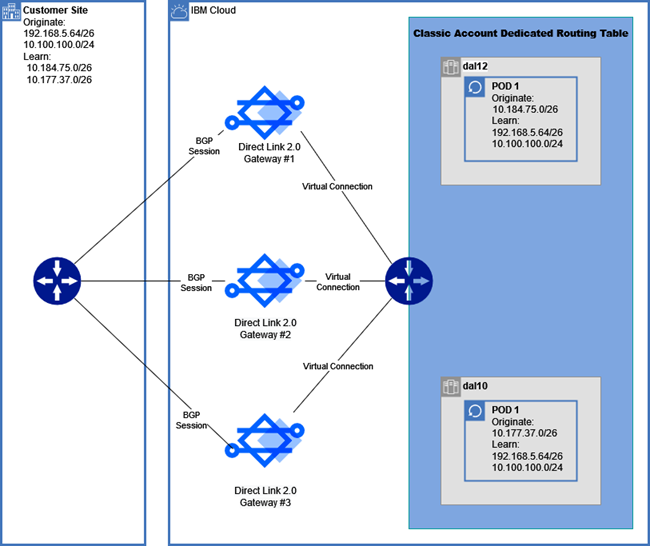 Customer Site
Originate:
192.168.5.64/26
10.100.100.0/24
Learn:
10.184.75.0/26
10.177.37.0/26
IBM Cloud
Classic Account Dedicated Routing Table
dal12
POD 1
Originate:
10.184.75.0/26
Learn:
192.168.5.64/26
10.100.100.0/24
BGP
Session
Direct Link 2.0
Gateway #1
Virtual Connection
BGP
Session
Direct Link 2.0
Gateway #2
Virtual
Connection
Virtual Connection
BGP
Session
Direct Link 2.0
Gateway #3
dal10
POD 1
Originate:
10.177.37.0/26
Learn:
192.168.5.64/26
10.100.100.0/24